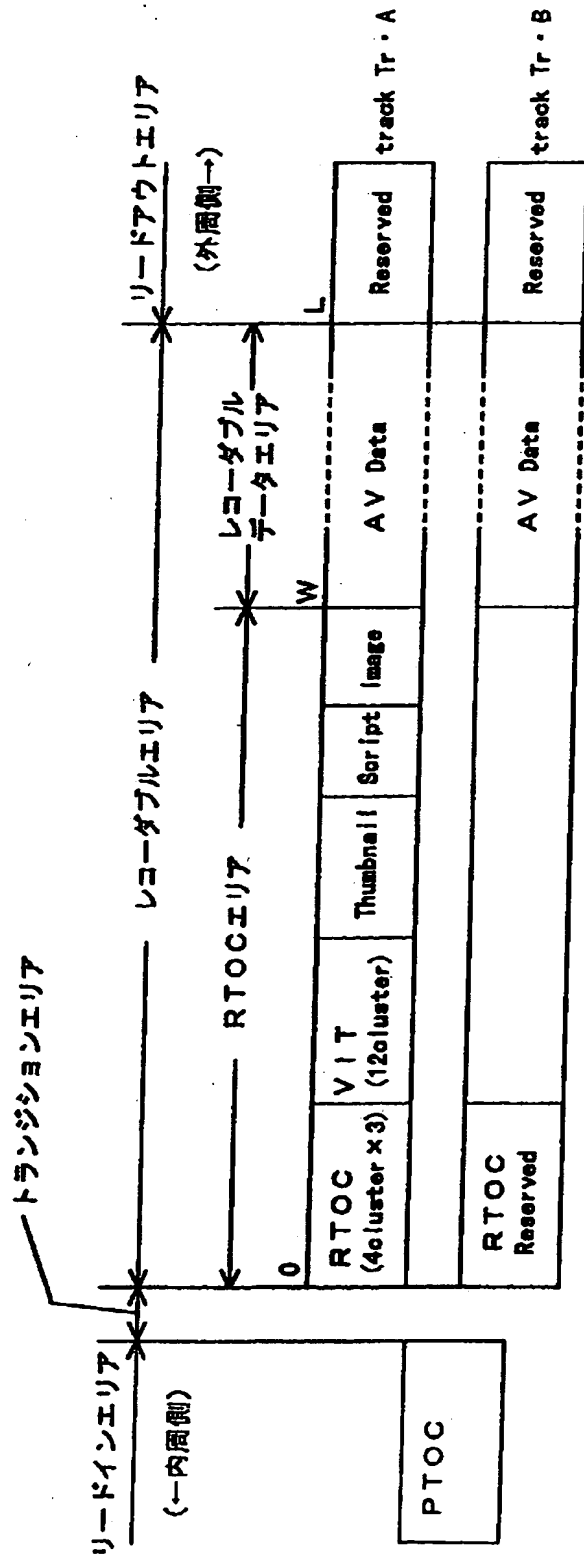 トランジションエリア
リードインエリア
(←内周側)
レコーダブルエリア
リードアウトエリア
(外周側→)
RTOCエリア
レコーダブル
データエリア
0
W
L
PTOC
RTOC
(4cluster×3)
VIT
(12cluster)
Thumbnail
Script
Image
AV Data
Reserved
track Tr・A
RTOC
Reserved
AV Data
Reserved
track Tr・B